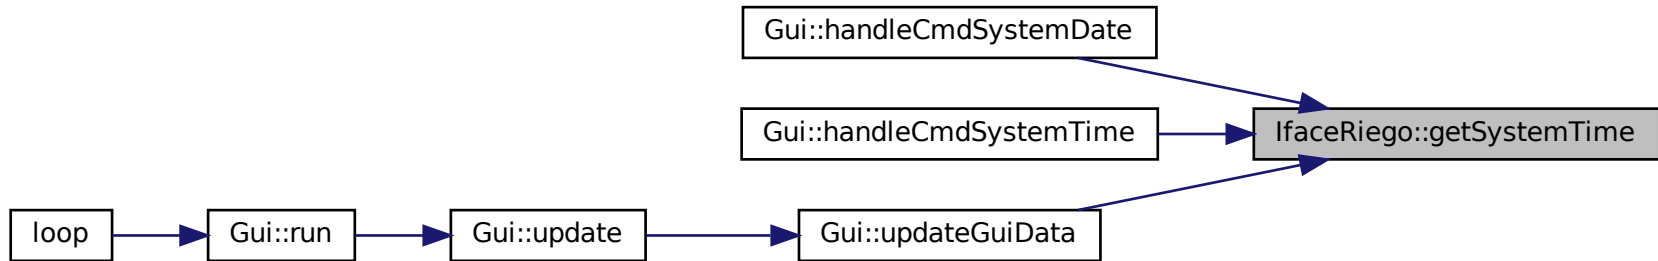 Gui::handleCmdSystemDate
Gui::handleCmdSystemTime
IfaceRiego::getSystemTime
loop
Gui::run
Gui::update
Gui::updateGuiData